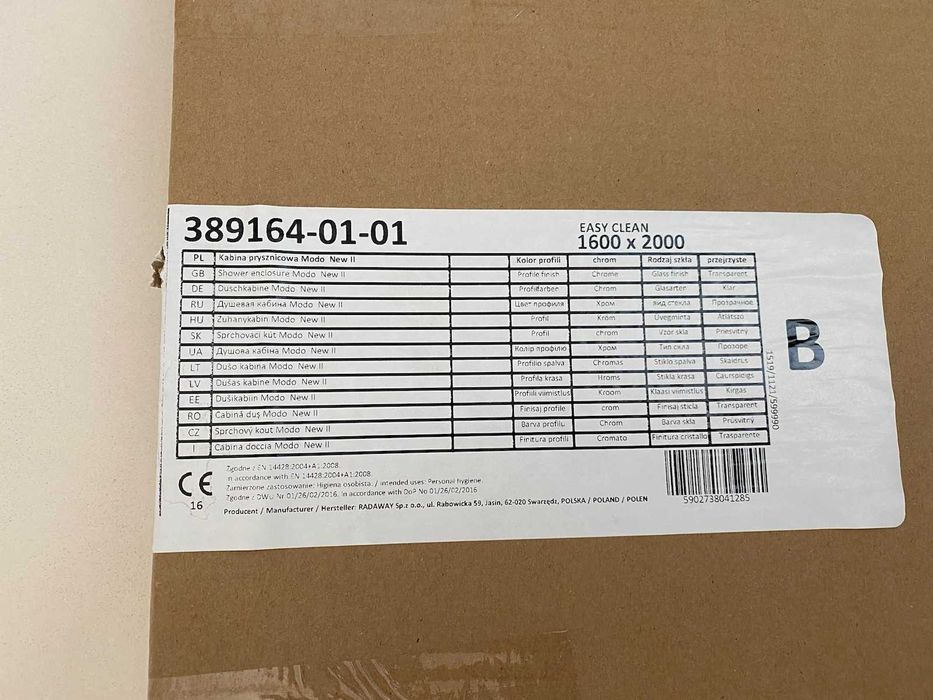 389164-01-01
EASY CLEAN
1600 x 2000
PL Kabina prysznicowa Modo New II Kolor profili chrom Rodzaj szkła przejrzyste
GB Shower enclosure Modo New II Profile finish Chrome Glass finish Transparent
DE Duschkabine Modo New II Profilfarben Chrom Glasarten Klar
RU Душевая кабина Modo New II Цвет профиля Хром вид стекла Прозрачное
HU Zuhanykabin Modo New II Profil Króm Üvegminta Átlátszó
SK Sprchovací kút Modo New II Profil chrom Vzor skla Priesvitný
UA Душова кабіна Modo New II Колір профілю Хром Тип скла Прозоре
LT Dušo kabina Modo New II Profilio spalva Chromas Stiklo spalva Skaidrus
LV Dušas kabine Modo New II Profila krasa Hroms Stikla krasa Caurspīdīgs
EE Dušikabiin Modo New II Profiili viimistlus Kroom Klaasi viimistlus Kirgas
RO Cabină duş Modo New II Finisaj profile crom Finisaj sticla Transparent
CZ Sprchový kout Modo New II Barva profilu Chrom Barva skla Průsvitný
I Cabina doccia Modo New II Finitura profili Cromato Finitura cristallo Trasparente
B
1519/1121/599990
CE
16
Zgodne z EN 14428:2004+A1:2008.
In accordance with EN 14428:2004+A1:2008.
Zamierzone zastosowanie: Higiena osobista. / Intended uses: Personal hygiene.
Zgodne z DWU Nr 01/26/02/2016. In accordance with DoP No 01/26/02/2016
Producent / Manufacturer / Hersteller: RADAWAY Sp.z o.o., ul. Rabowicka 59, Jasin, 62-020 Swarzędz, POLSKA / POLAND / POLEN
5902738041285